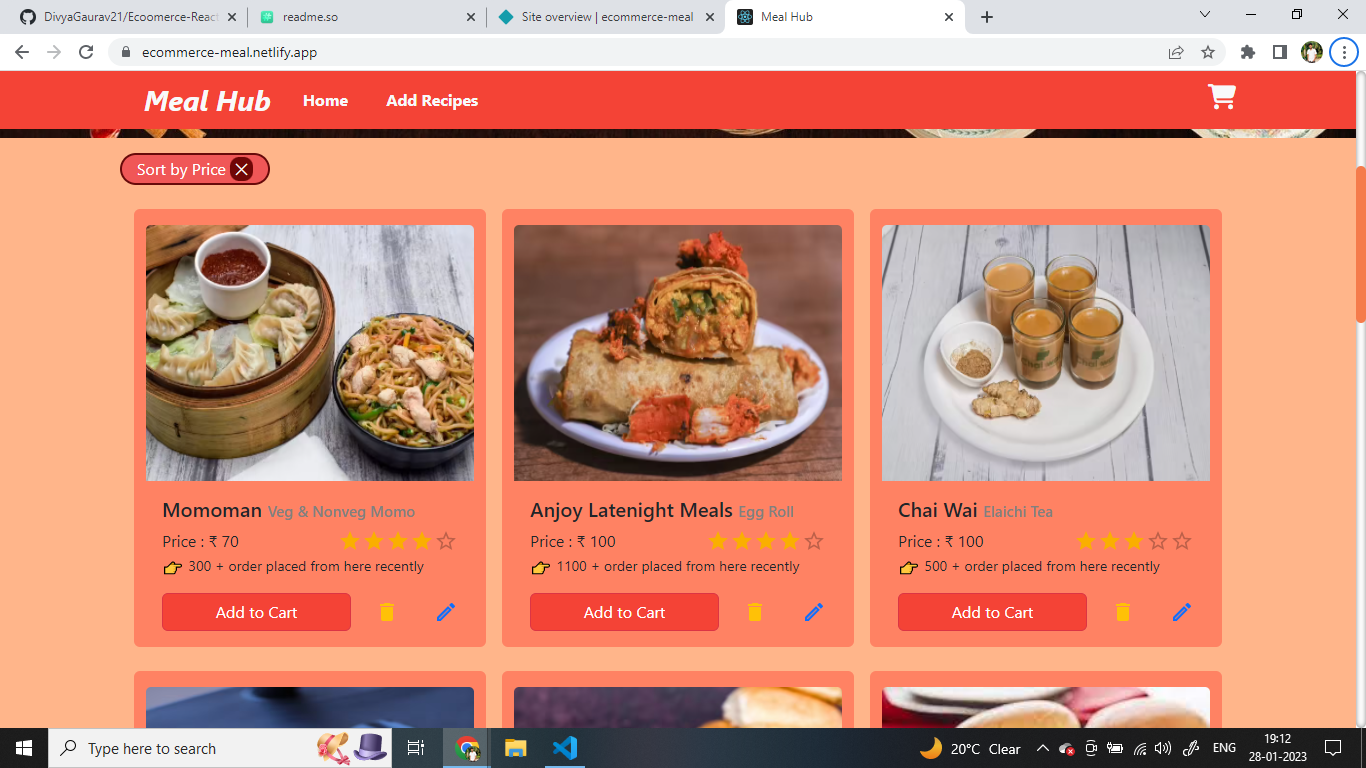 DivyaGaurav21/Ecoomerce-React
readme.so
Site overview | ecommerce-meal
Meal Hub
ecommerce-meal.netlify.app
Meal Hub Home Add Recipes
Sort by Price
Momoman Veg & Nonveg Momo
Price : ₹ 70
👉 300 + order placed from here recently
Add to Cart
Anjoy Latenight Meals Egg Roll
Price : ₹ 100
👉 1100 + order placed from here recently
Add to Cart
Chai Wai Elaichi Tea
Price : ₹ 100
👉 500 + order placed from here recently
Add to Cart
Type here to search
20°C Clear
ENG
19:12
28-01-2023